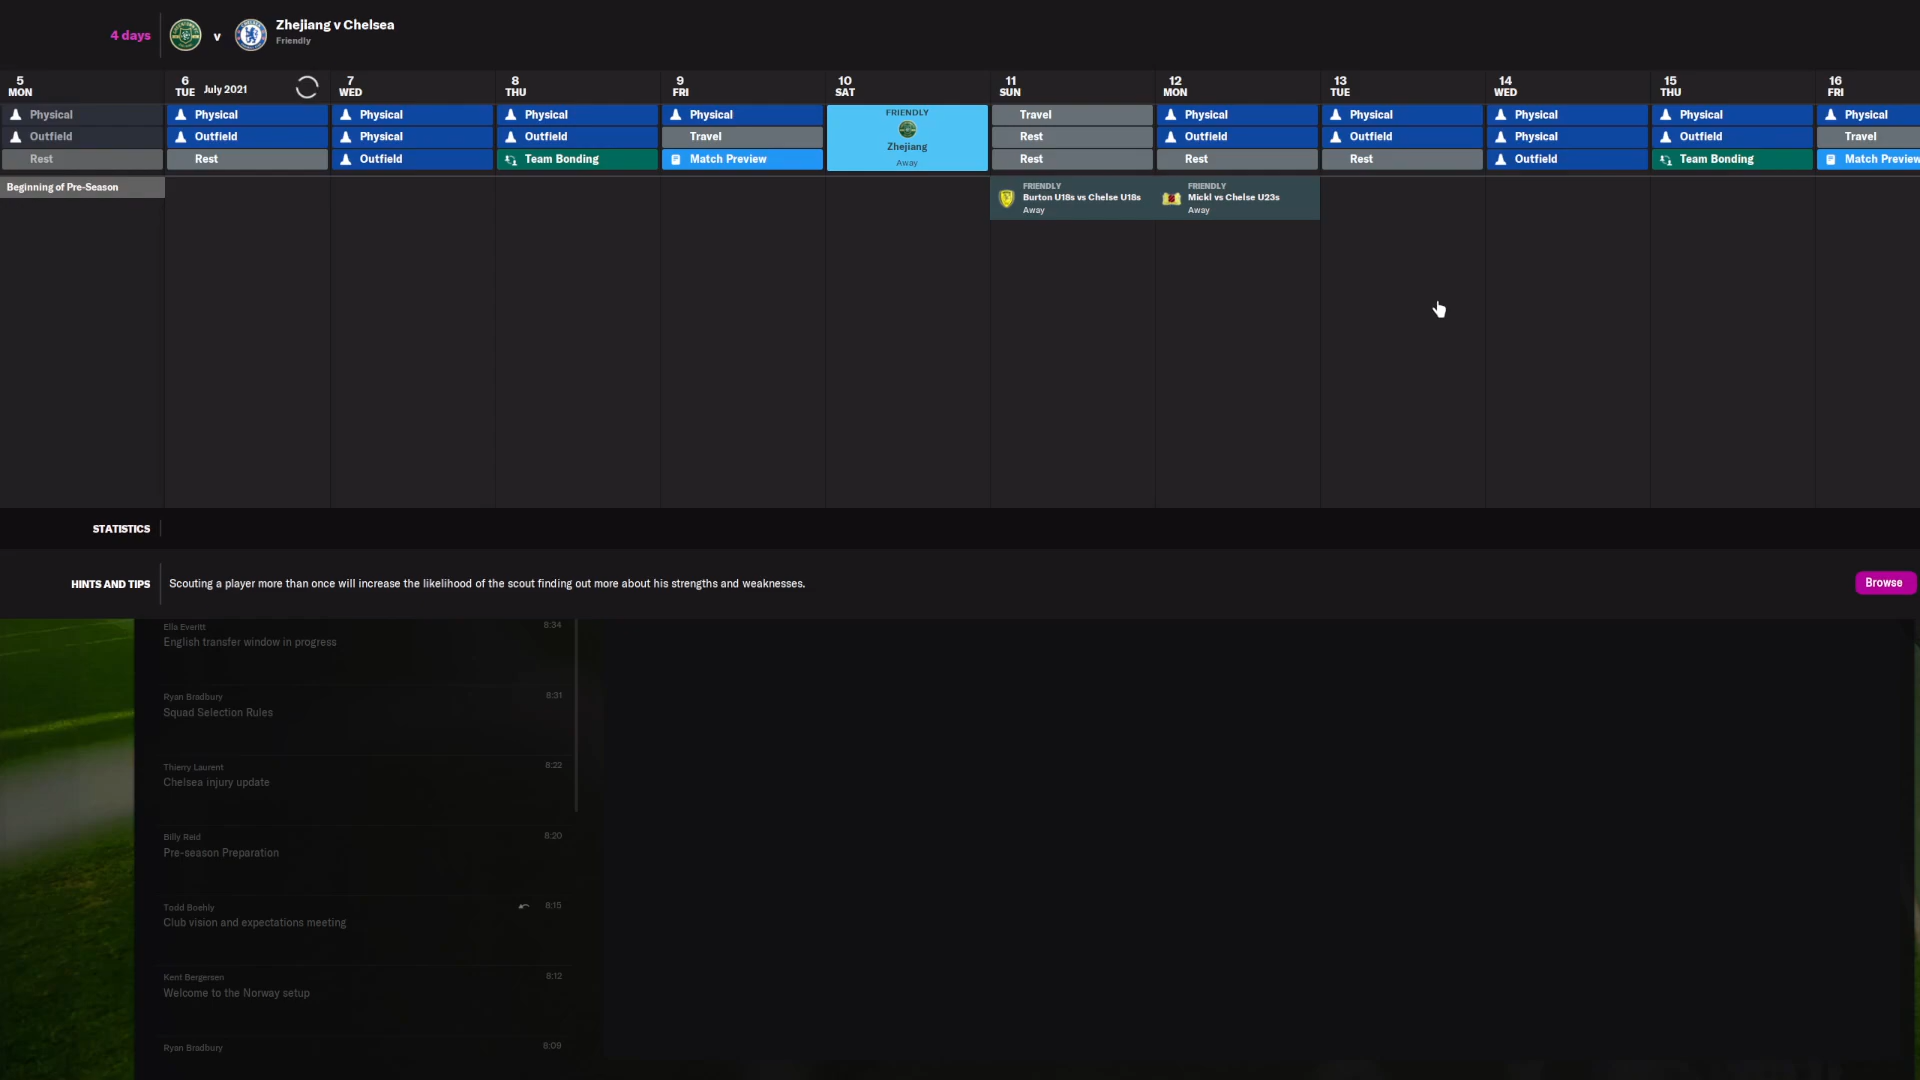 4 days
v
Zhejiang v Chelsea
Friendly
5 MON
6 TUE July 2021
7 WED
8 THU
9 FRI
10 SAT
11 SUN
12 MON
13 TUE
14 WED
15 THU
16 FRI
Physical Physical Physical Physical Physical FRIENDLY Travel Physical Physical Physical Physical Physical
Outfield Outfield Physical Outfield Travel Zhejiang Rest Outfield Outfield Physical Outfield Travel
Rest Rest Outfield Team Bonding Match Preview Away Rest Rest Rest Outfield Team Bonding Match Preview
Beginning of Pre-Season
FRIENDLY
Burton U18s vs Chelse U18s
Away
FRIENDLY
Mickl vs Chelse U23s
Away
STATISTICS
HINTS AND TIPS
Scouting a player more than once will increase the likelihood of the scout finding out more about his strengths and weaknesses.
Browse
Ella Everitt 8:34
English transfer window in progress
Ryan Bradbury 8:31
Squad Selection Rules
Thierry Laurent 8:22
Chelsea injury update
Billy Reid 8:20
Pre-season Preparation
Todd Boehly 8:15
Club vision and expectations meeting
Kent Bergersen 8:12
Welcome to the Norway setup
Ryan Bradbury 8:09